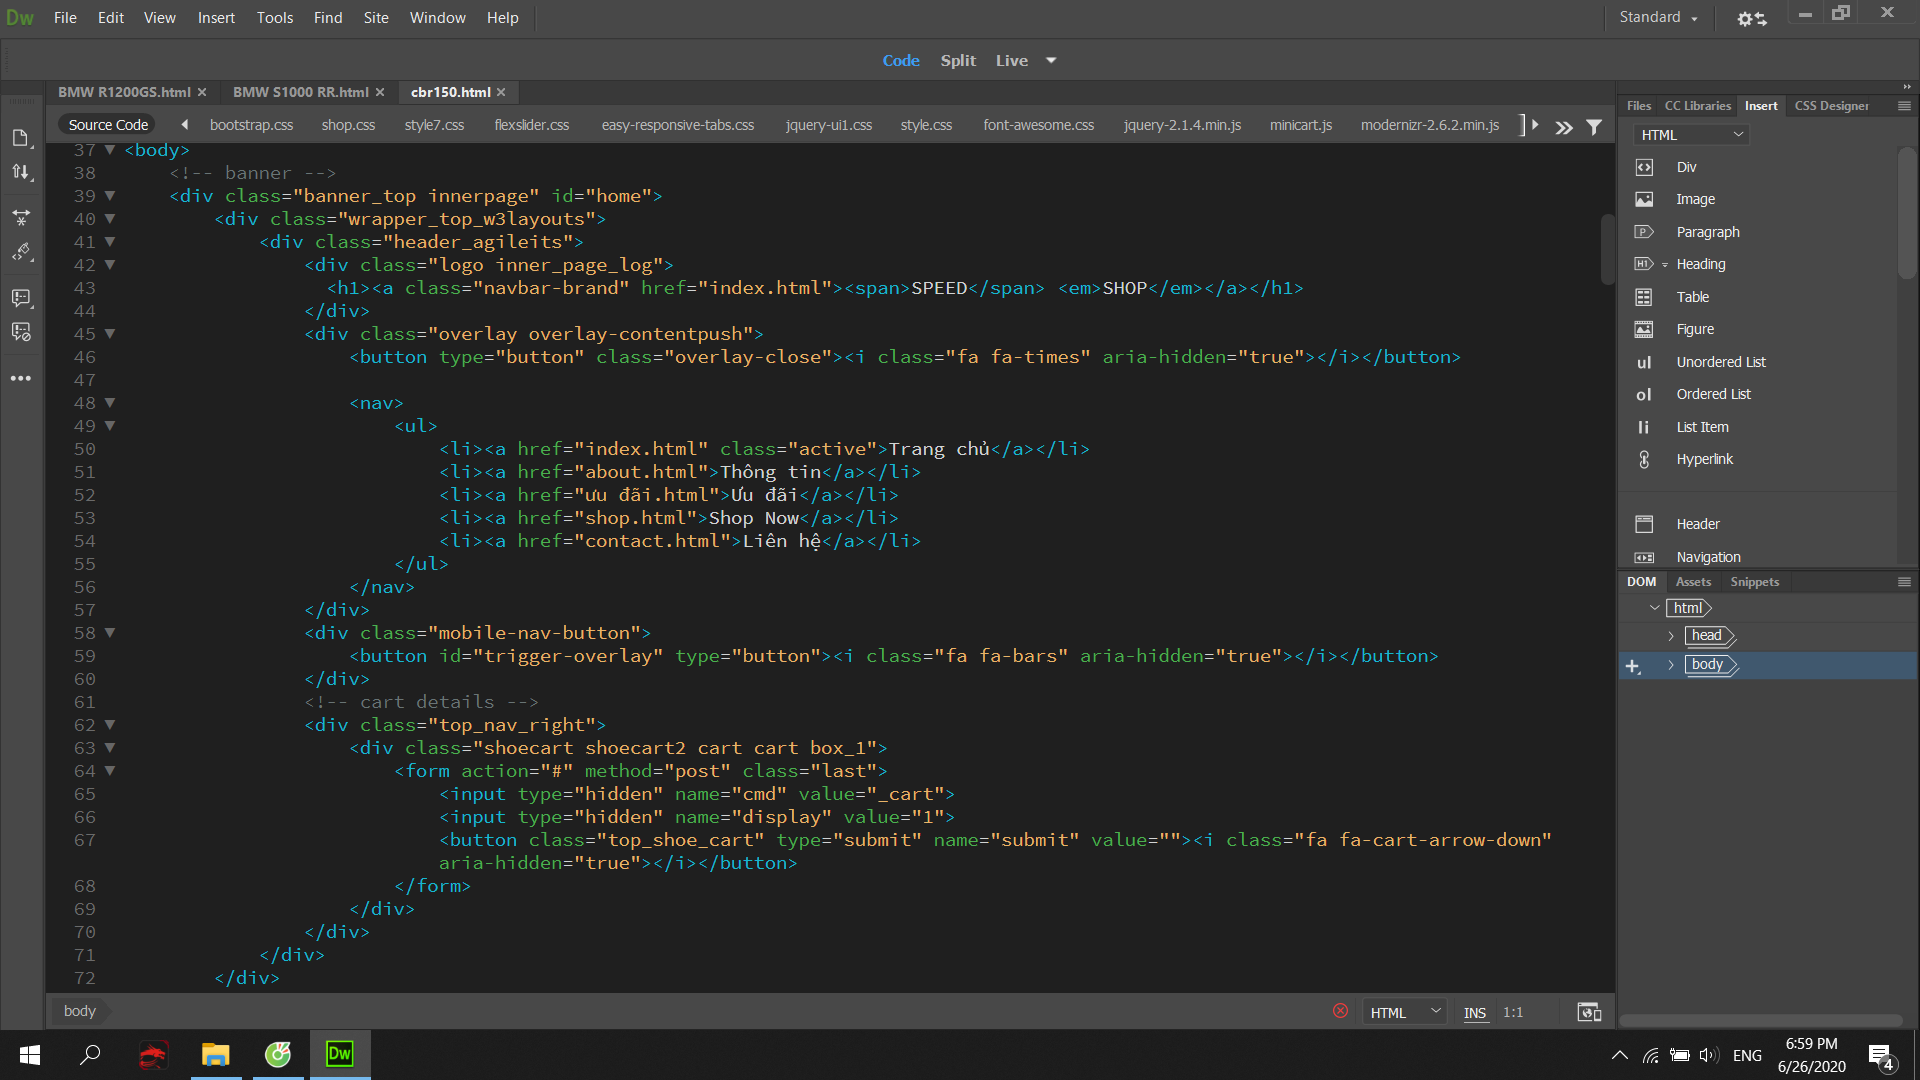 Dw File Edit View Insert Tools Find Site Window Help Standard
Code Split Live
BMW R1200GS.html × BMW S1000 RR.html × cbr150.html ×
Source Code bootstrap.css shop.css style7.css flexslider.css easy-responsive-tabs.css jquery-ui1.css style.css font-awesome.css jquery-2.1.4.min.js minicart.js modernizr-2.6.2.min.js
37 <body>
38 <!-- banner -->
39 <div class="banner_top innerpage" id="home">
40 <div class="wrapper_top_w3layouts">
41 <div class="header_agileits">
42 <div class="logo inner_page_log">
43 <h1><a class="navbar-brand" href="index.html"><span>SPEED</span> <em>SHOP</em></a></h1>
44 </div>
45 <div class="overlay overlay-contentpush">
46 <button type="button" class="overlay-close"><i class="fa fa-times" aria-hidden="true"></i></button>
47
48 <nav>
49 <ul>
50 <li><a href="index.html" class="active">Trang chủ</a></li>
51 <li><a href="about.html">Thông tin</a></li>
52 <li><a href="ưu đãi.html">Ưu đãi</a></li>
53 <li><a href="shop.html">Shop Now</a></li>
54 <li><a href="contact.html">Liên hệ</a></li>
55 </ul>
56 </nav>
57 </div>
58 <div class="mobile-nav-button">
59 <button id="trigger-overlay" type="button"><i class="fa fa-bars" aria-hidden="true"></i></button>
60 </div>
61 <!-- cart details -->
62 <div class="top_nav_right">
63 <div class="shoecart shoecart2 cart cart box_1">
64 <form action="#" method="post" class="last">
65 <input type="hidden" name="cmd" value="_cart">
66 <input type="hidden" name="display" value="1">
67 <button class="top_shoe_cart" type="submit" name="submit" value=""><i class="fa fa-cart-arrow-down"
aria-hidden="true"></i></button>
68 </form>
69 </div>
70 </div>
71 </div>
72 </div>
body HTML INS 1:1
Files CC Libraries Insert CSS Designer
HTML
Div
Image
P Paragraph
H1 Heading
Table
Figure
ul Unordered List
ol Ordered List
li List Item
Hyperlink
Header
Navigation
DOM Assets Snippets
html
head
body
Dw
ENG
6:59 PM
6/26/2020
4